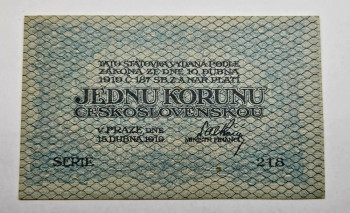 TATO STÁTOVKA VYDANÁ PODLE
ZÁKONA ZE DNE 10. DUBNA
1919 Č. 187 SB. Z. A NAŘ. PLATÍ
JEDNU KORUNU
ČESKOSLOVENSKOU
V PRAZE, DNE
15. DUBNA 1919
MINISTR FINANCÍ
SERIE 218